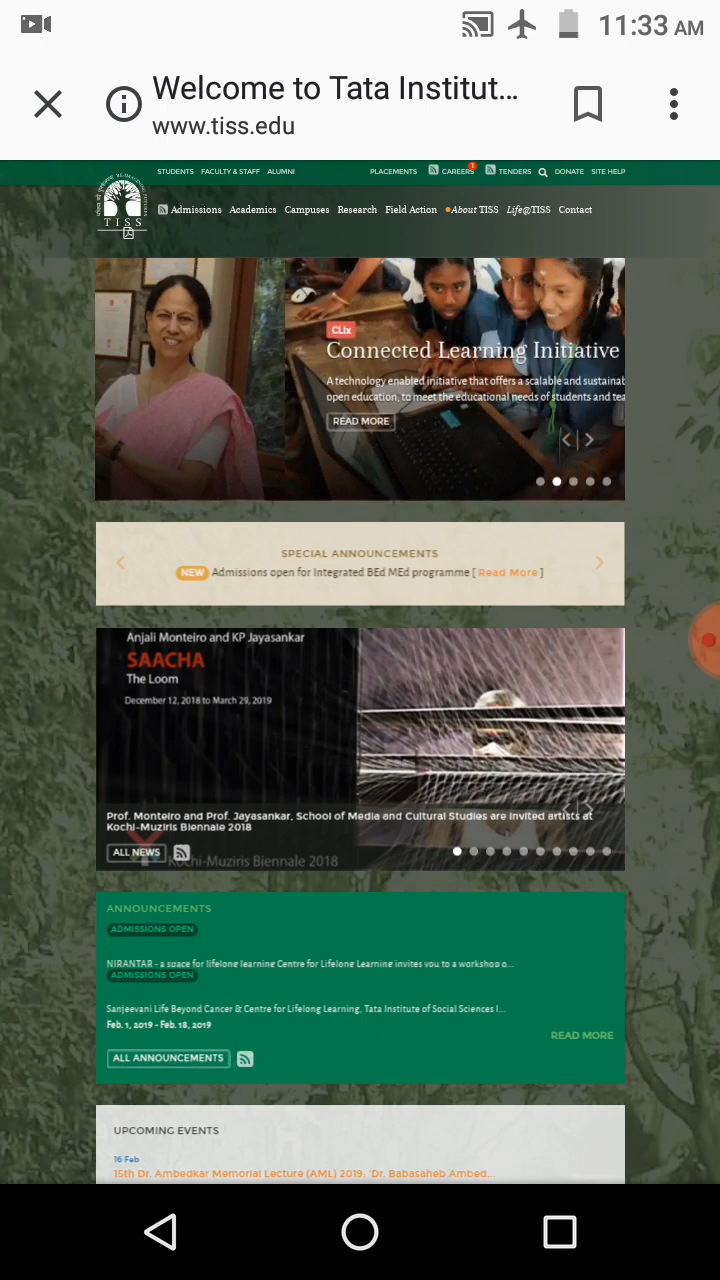 11:33 AM
Welcome to Tata Institut...
www.tiss.edu
STUDENTS FACULTY & STAFF ALUMNI PLACEMENTS CAREERS 1 TENDERS DONATE SITE HELP
TISS
Admissions Academics Campuses Research Field Action About TISS Life@TISS Contact
CLIx
Connected Learning Initiative
A technology enabled initiative that offers a scalable and sustainab
open education, to meet the educational needs of students and tea
READ MORE
SPECIAL ANNOUNCEMENTS
NEW Admissions open for Integrated BEd MEd programme [ Read More ]
Anjali Monteiro and KP Jayasankar
SAACHA
The Loom
December 12, 2018 to March 29, 2019
Prof. Monteiro and Prof. Jayasankar, School of Media and Cultural Studies are invited artists at
Kochi-Muziris Biennale 2018
ALL NEWS
Kochi-Muziris Biennale 2018
ANNOUNCEMENTS
ADMISSIONS OPEN
NIRANTAR - a space for lifelong learning Centre for Lifelong Learning invites you to a workshop o...
ADMISSIONS OPEN
Sanjeevani Life Beyond Cancer & Centre for Lifelong Learning, Tata Institute of Social Sciences i...
Feb. 1, 2019 - Feb. 18, 2019
READ MORE
ALL ANNOUNCEMENTS
UPCOMING EVENTS
16 Feb
15th Dr. Ambedkar Memorial Lecture (AML) 2019: 'Dr. Babasaheb Ambed...